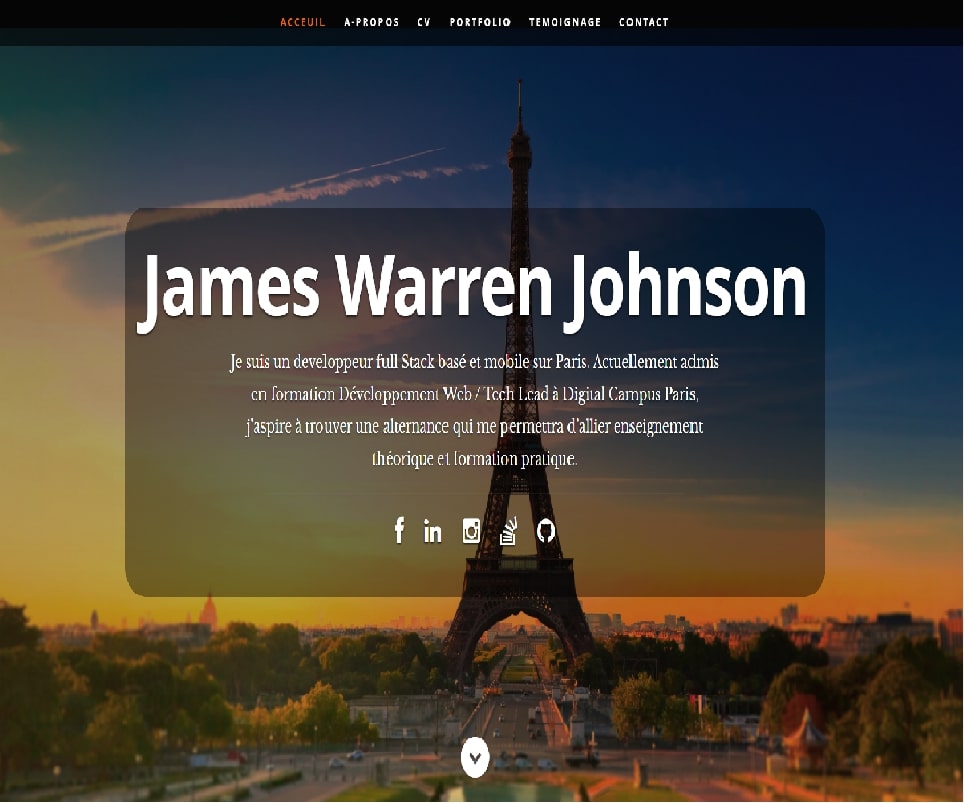 ACCEUIL A-PROPOS CV PORTFOLIO TEMOIGNAGE CONTACT
James Warren Johnson
Je suis un developpeur full Stack basé et mobile sur Paris. Actuellement admis
en formation Développement Web / Tech Lead à Digital Campus Paris,
j'aspire à trouver une alternance qui me permettra d'allier enseignement
théorique et formation pratique.